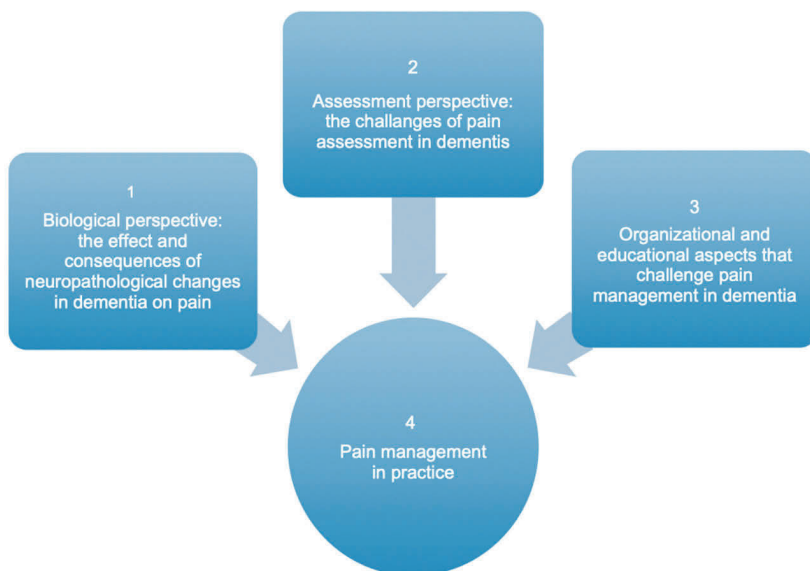 1
Biological perspective:
the effect and
consequences of
neuropathological changes
in dementia on pain
2
Assessment perspective:
the challanges of pain
assessment in dementis
3
Organizational and
educational aspects that
challenge pain
management in dementia
4
Pain management
in practice